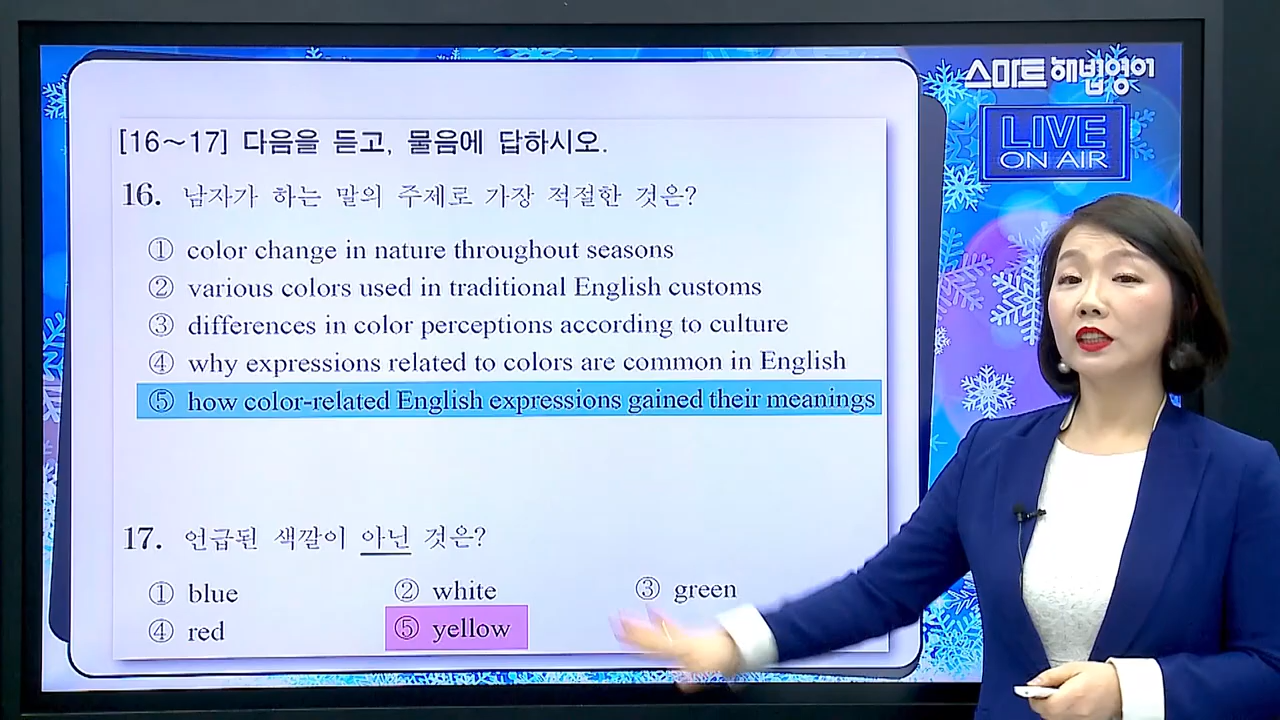 스마트해법영어
LIVE
ON AIR
[16~17] 다음을 듣고, 물음에 답하시오.
16. 남자가 하는 말의 주제로 가장 적절한 것은?
① color change in nature throughout seasons
② various colors used in traditional English customs
③ differences in color perceptions according to culture
④ why expressions related to colors are common in English
⑤ how color-related English expressions gained their meanings
17. 언급된 색깔이 아닌 것은?
① blue ② white ③ green
④ red ⑤ yellow